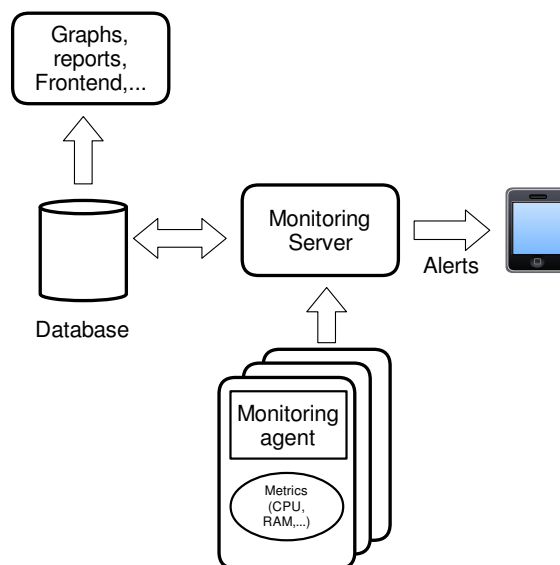 Graphs,
reports,
Frontend,...
Monitoring
Server
Alerts
Database
Monitoring
agent
Metrics
(CPU,
RAM,...)